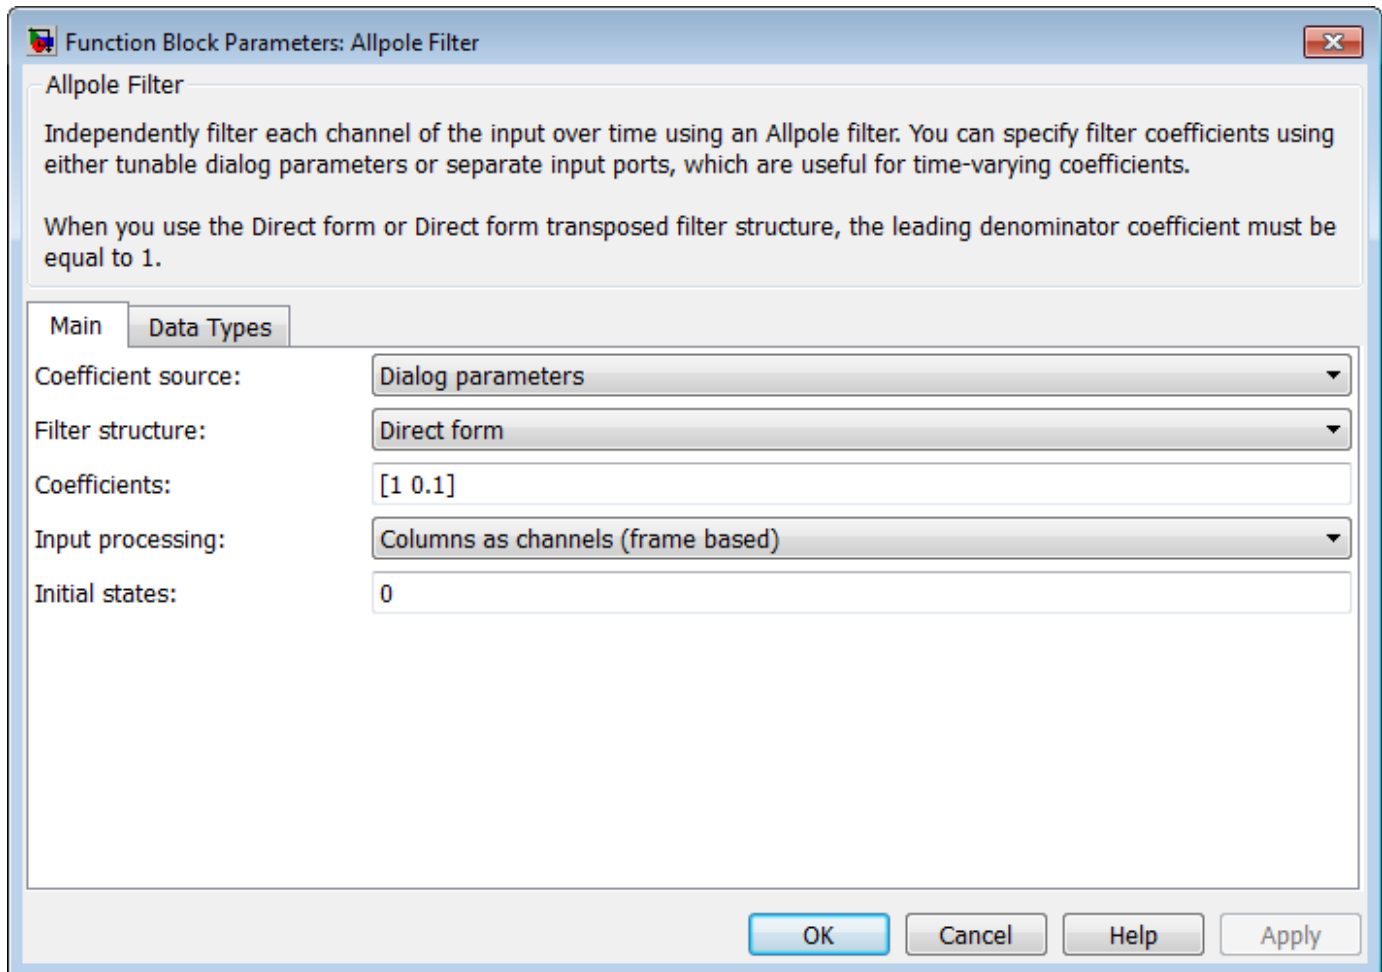 Function Block Parameters: Allpole Filter
Allpole Filter
Independently filter each channel of the input over time using an Allpole filter. You can specify filter coefficients using
either tunable dialog parameters or separate input ports, which are useful for time-varying coefficients.
When you use the Direct form or Direct form transposed filter structure, the leading denominator coefficient must be
equal to 1.
Main Data Types
Coefficient source: Dialog parameters
Filter structure: Direct form
Coefficients: [1 0.1]
Input processing: Columns as channels (frame based)
Initial states: 0
OK Cancel Help Apply